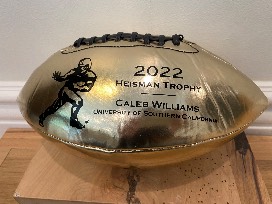 2022
HEISMAN TROPHY
CALEB WILLIAMS
UNIVERSITY OF SOUTHERN CALIFORNIA